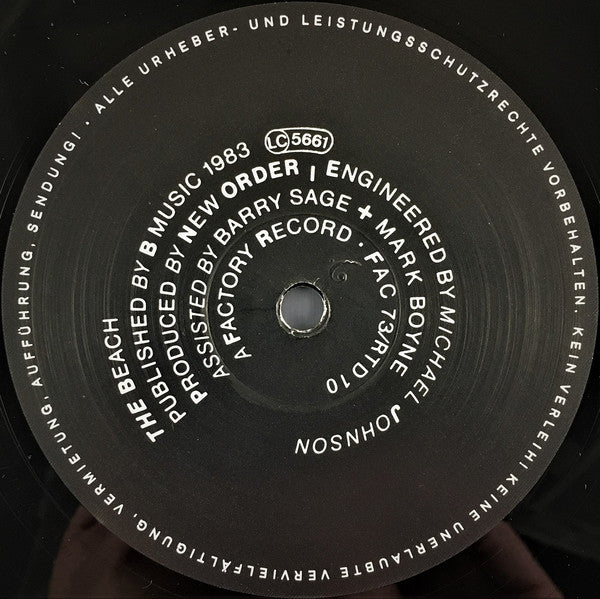 ALLE URHEBER- UND LEISTUNGSSCHUTZRECHTE VORBEHALTEN. KEIN VERLEIH! KEINE UNERLAUBTE VERVIELFÄLTIGUNG, VERMIETUNG, AUFFÜHRUNG, SENDUNG! ·
LC 5661
THE BEACH
PUBLISHED BY B MUSIC 1983
PRODUCED BY NEW ORDER | ENGINEERED BY MICHAEL JOHNSON
ASSISTED BY BARRY SAGE + MARK BOYNE
A FACTORY RECORD · FAC 73/RTD 10